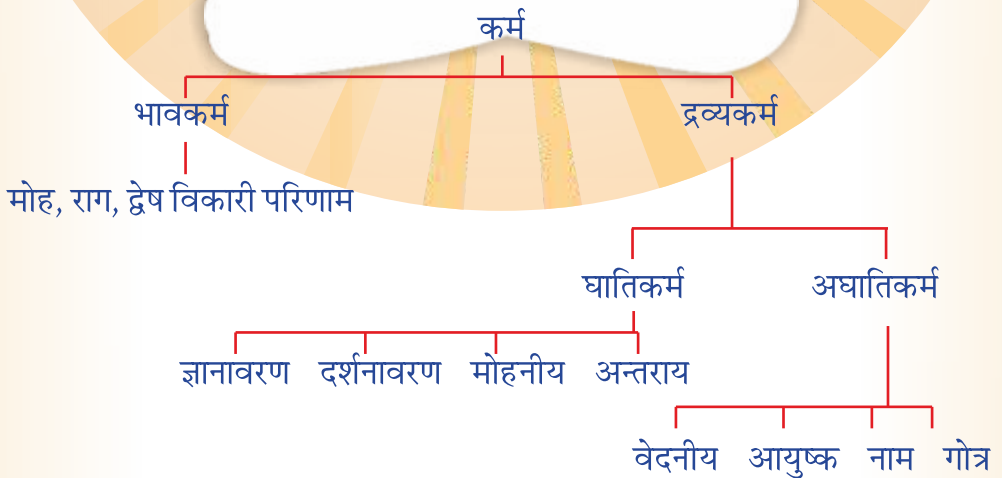 कर्म
भावकर्म द्रव्यकर्म
मोह, राग, द्वेष विकारी परिणाम
घातिकर्म अघातिकर्म
ज्ञानावरण दर्शनावरण मोहनीय अन्तराय
वेदनीय आयुष्क नाम गोत्र